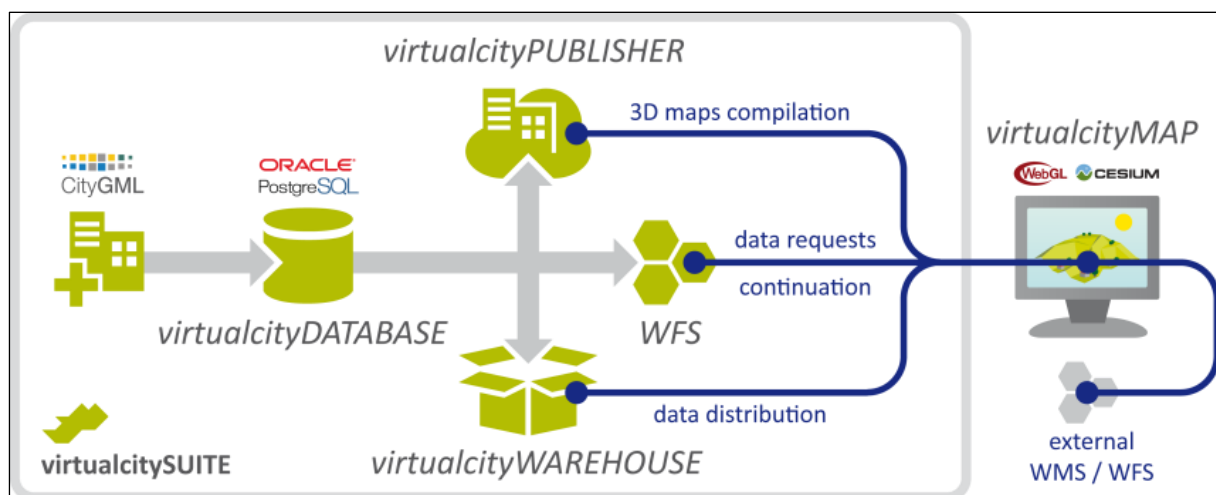 virtualcityPUBLISHER
3D maps compilation
virtualcityMAP
WebGL CESIUM
CityGML
ORACLE
PostgreSQL
data requests
continuation
virtualcityDATABASE
WFS
data distribution
virtualcityWAREHOUSE
virtualcitySUITE
external
WMS / WFS